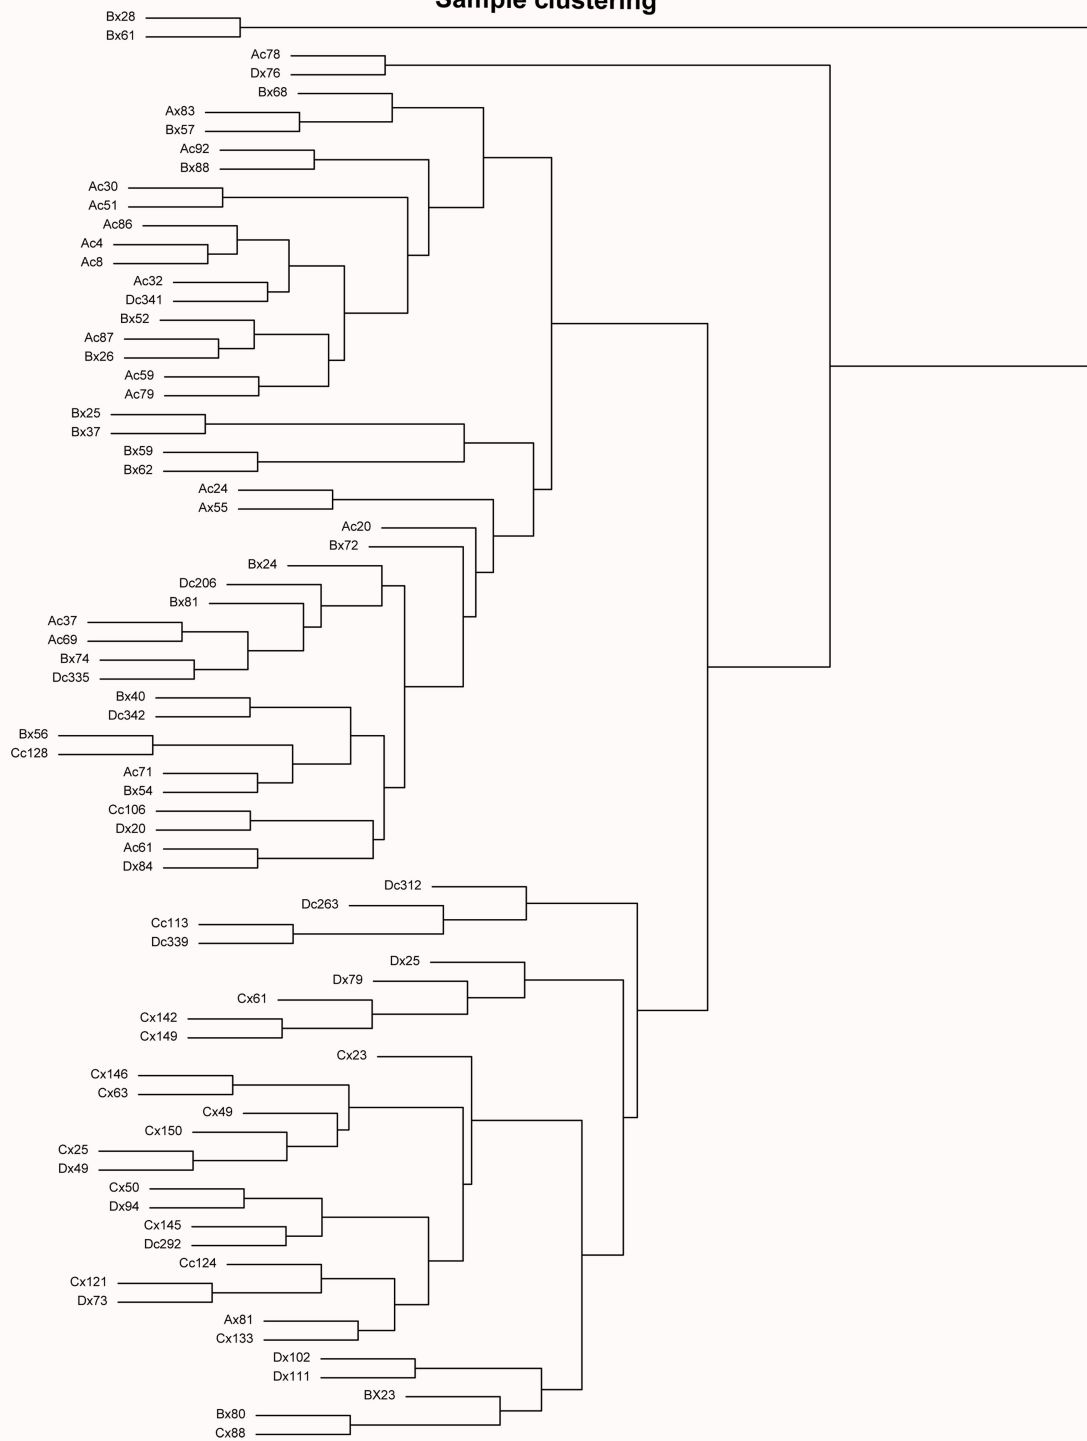 Sample clustering
Bx28
Bx61
Ac78
Dx76
Bx68
Ax83
Bx57
Ac92
Bx88
Ac30
Ac51
Ac86
Ac4
Ac8
Ac32
Dc341
Bx52
Ac87
Bx26
Ac59
Ac79
Bx25
Bx37
Bx59
Bx62
Ac24
Ax55
Ac20
Bx72
Bx24
Dc206
Bx81
Ac37
Ac69
Bx74
Dc335
Bx40
Dc342
Bx56
Cc128
Ac71
Bx54
Cc106
Dx20
Ac61
Dx84
Dc312
Dc263
Cc113
Dc339
Dx25
Dx79
Cx61
Cx142
Cx149
Cx23
Cx146
Cx63
Cx49
Cx150
Cx25
Dx49
Cx50
Dx94
Cx145
Dc292
Cc124
Cx121
Dx73
Ax81
Cx133
Dx102
Dx111
BX23
Bx80
Cx88